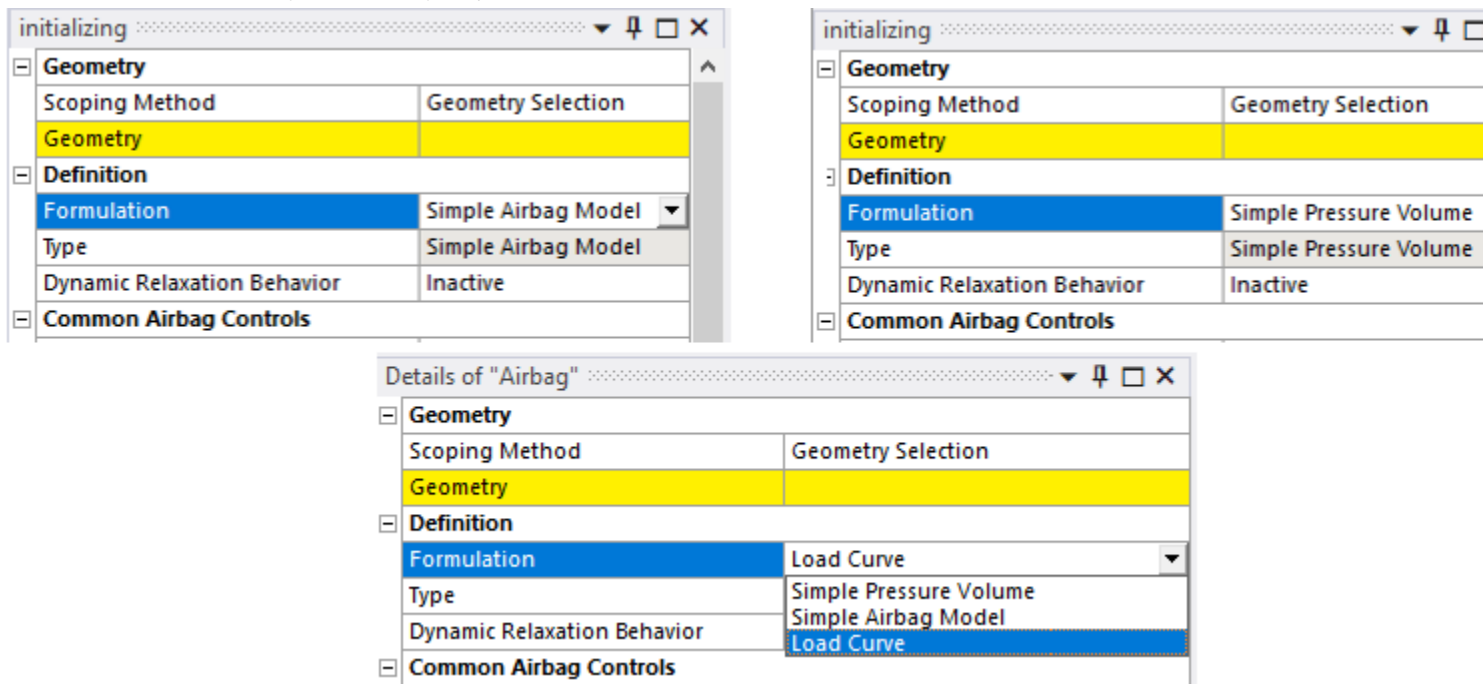 initializing
Geometry
Scoping Method Geometry Selection
Geometry
Definition
Formulation Simple Airbag Model
Type Simple Airbag Model
Dynamic Relaxation Behavior Inactive
Common Airbag Controls
initializing
Geometry
Scoping Method Geometry Selection
Geometry
Definition
Formulation Simple Pressure Volume
Type Simple Pressure Volume
Dynamic Relaxation Behavior Inactive
Common Airbag Controls
Details of "Airbag"
Geometry
Scoping Method Geometry Selection
Geometry
Definition
Formulation Load Curve
Type Simple Pressure Volume
Simple Airbag Model
Dynamic Relaxation Behavior Load Curve
Common Airbag Controls